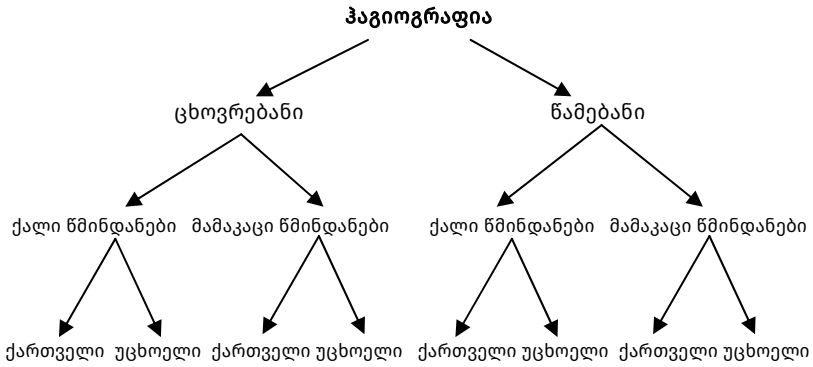 ჰაგიოგრაფია
ცხოვრებანი წამებანი
ქალი წმინდანები მამაკაცი წმინდანები ქალი წმინდანები მამაკაცი წმინდანები
ქართველი უცხოელი ქართველი უცხოელი ქართველი უცხოელი ქართველი უცხოელი